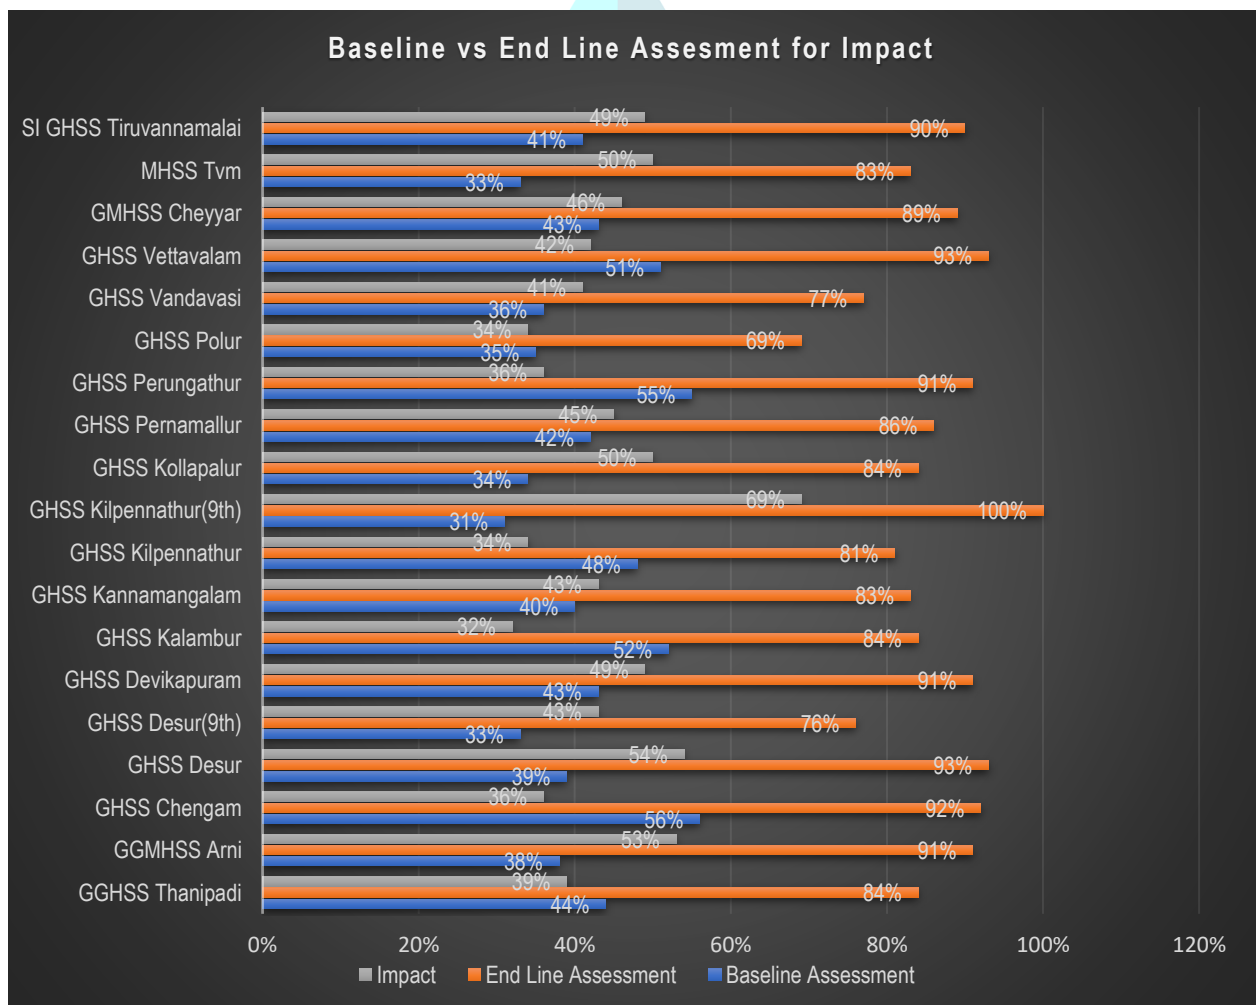 Baseline vs End Line Assesment for Impact
SI GHSS Tiruvannamalai 49% 90% 41%
MHSS Tvm 50% 83% 33%
GMHSS Cheyyar 46% 89% 43%
GHSS Vettavalam 42% 93% 51%
GHSS Vandavasi 41% 77% 36%
GHSS Polur 34% 69% 35%
GHSS Perungathur 36% 91% 55%
GHSS Pernamallur 45% 86% 42%
GHSS Kollapalur 50% 84% 34%
GHSS Kilpennathur(9th) 69% 100% 31%
GHSS Kilpennathur 34% 81% 48%
GHSS Kannamangalam 43% 83% 40%
GHSS Kalambur 32% 84% 52%
GHSS Devikapuram 49% 91% 43%
GHSS Desur(9th) 43% 76% 33%
GHSS Desur 54% 93% 39%
GHSS Chengam 36% 92% 56%
GGMHSS Arni 53% 91% 38%
GGHSS Thanipadi 39% 84% 44%
0% 20% 40% 60% 80% 100% 120%
Impact End Line Assessment Baseline Assessment